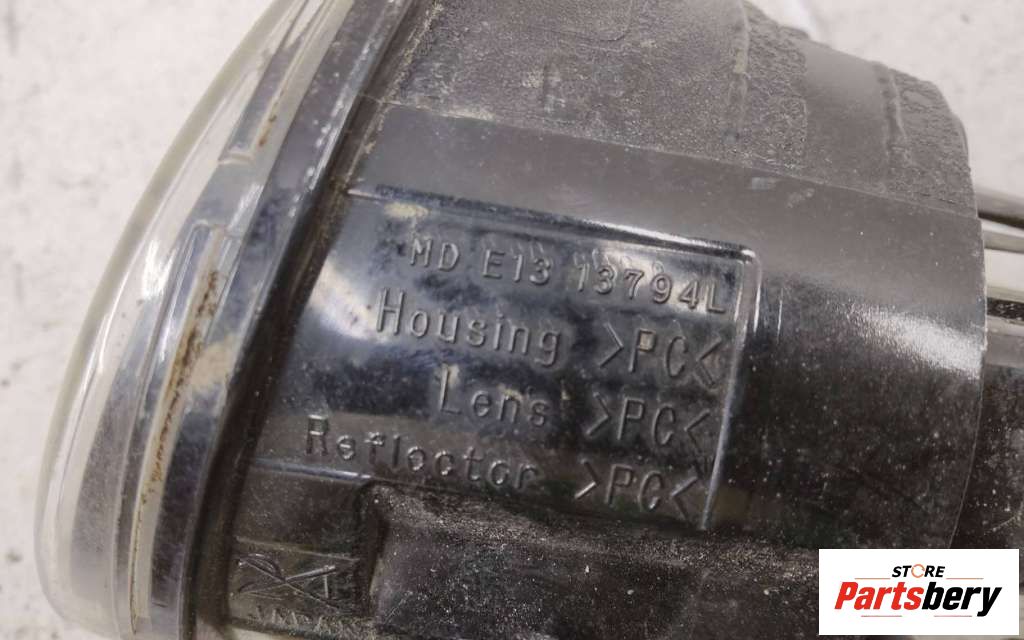 MD E13 13794L
Housing >PC<
Lens >PC<
Reflector >PC<
STORE
Partsbery